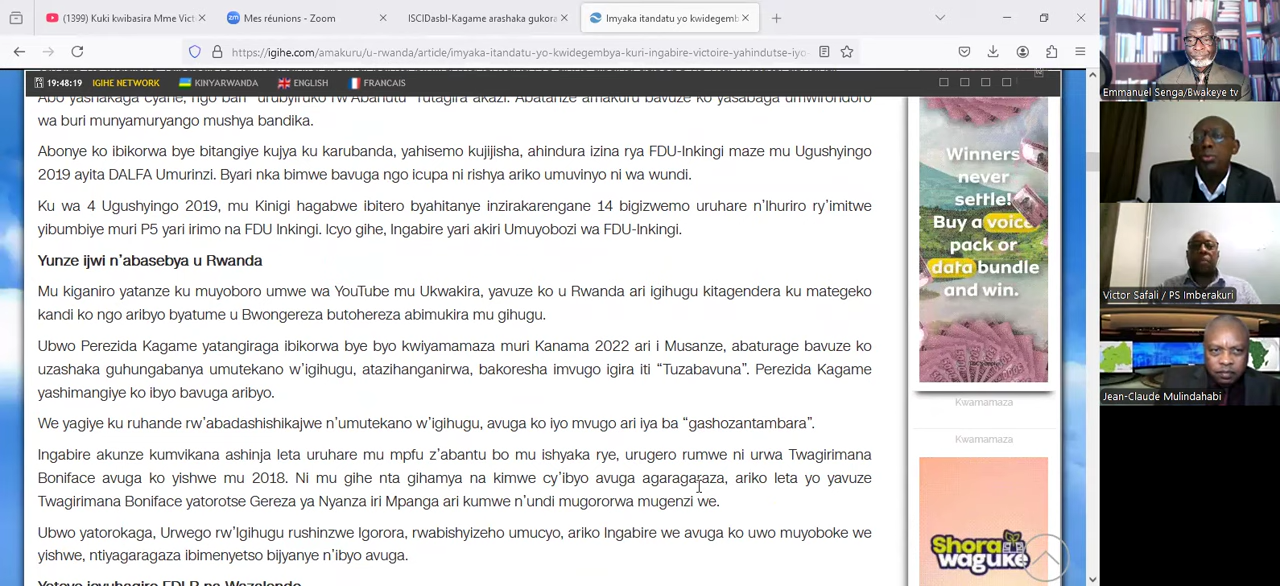 (1399) Kuki kwibasira Mme Vict
Mes réunions - Zoom
ISCIDasbl-Kagame arashaka gukora
Imyaka itandatu yo kwidegemb
https://igihe.com/amakuru/u-rwanda/article/imyaka-itandatu-yo-kwidegembya-kuri-ingabire-victoire-yahindutse-iyo-
19:48:19 IGIHE NETWORK KINYARWANDA ENGLISH FRANCAIS
Abo yashakaga cyane, ngo bari "urubyiruko rw'Abahutu" rutagira akazi. Abatanze amakuru bavuze ko yasabaga umwirondoro
wa buri munyamuryango mushya bandika.
Abonye ko ibikorwa bye bitangiye kujya ku karubanda, yahisemo kujijisha, ahindura izina rya FDU-Inkingi maze mu Ugushyingo
2019 ayita DALFA Umurinzi. Byari nka bimwe bavuga ngo icupa ni rishya ariko umuvinyo ni wa wundi.
Ku wa 4 Ugushyingo 2019, mu Kinigi hagabwe ibitero byahitanye inzirakarengane 14 bigizwemo uruhare n'Ihuriro ry'imitwe
yibumbiye muri P5 yari irimo na FDU Inkingi. Icyo gihe, Ingabire yari akiri Umuyobozi wa FDU-Inkingi.
Yunze ijwi n'abasebya u Rwanda
Mu kiganiro yatanze ku muyoboro umwe wa YouTube mu Ukwakira, yavuze ko u Rwanda ari igihugu kitagendera ku mategeko
kandi ko ngo aribyo byatume u Bwongereza butohereza abimukira mu gihugu.
Ubwo Perezida Kagame yatangiraga ibikorwa bye byo kwiyamamaza muri Kanama 2022 ari i Musanze, abaturage bavuze ko
uzashaka guhungabanya umutekano w'igihugu, atazihanganirwa, bakoresha imvugo igira iti "Tuzabavuna". Perezida Kagame
yashimangiye ko ibyo bavuga aribyo.
We yagiye ku ruhande rw'abadashishikajwe n'umutekano w'igihugu, avuga ko iyo mvugo ari iya ba "gashozantambara".
Ingabire akunze kumvikana ashinja leta uruhare mu mpfu z'abantu bo mu ishyaka rye, urugero rumwe ni urwa Twagirimana
Boniface avuga ko yishwe mu 2018. Ni mu gihe nta gihamya na kimwe cy'ibyo avuga agaragaraza, ariko leta yo yavuze
Twagirimana Boniface yatorotse Gereza ya Nyanza iri Mpanga ari kumwe n'undi mugororwa mugenzi we.
Ubwo yatorokaga, Urwego rw'Igihugu rushinzwe Igorora, rwabishyizeho umucyo, ariko Ingabire we avuga ko uwo muyoboke we
yishwe, ntiyagaragaza ibimenyetso bijyanye n'ibyo avuga.
Winners
never
settle!
Buy a voice
pack or
data bundle
and win.
Kwamamaza
Kwamamaza
Shora
waguke
Emmanuel Senga/Bwakeye tv
Victor Safali / PS Imberakuri
Jean-Claude Mulindahabi